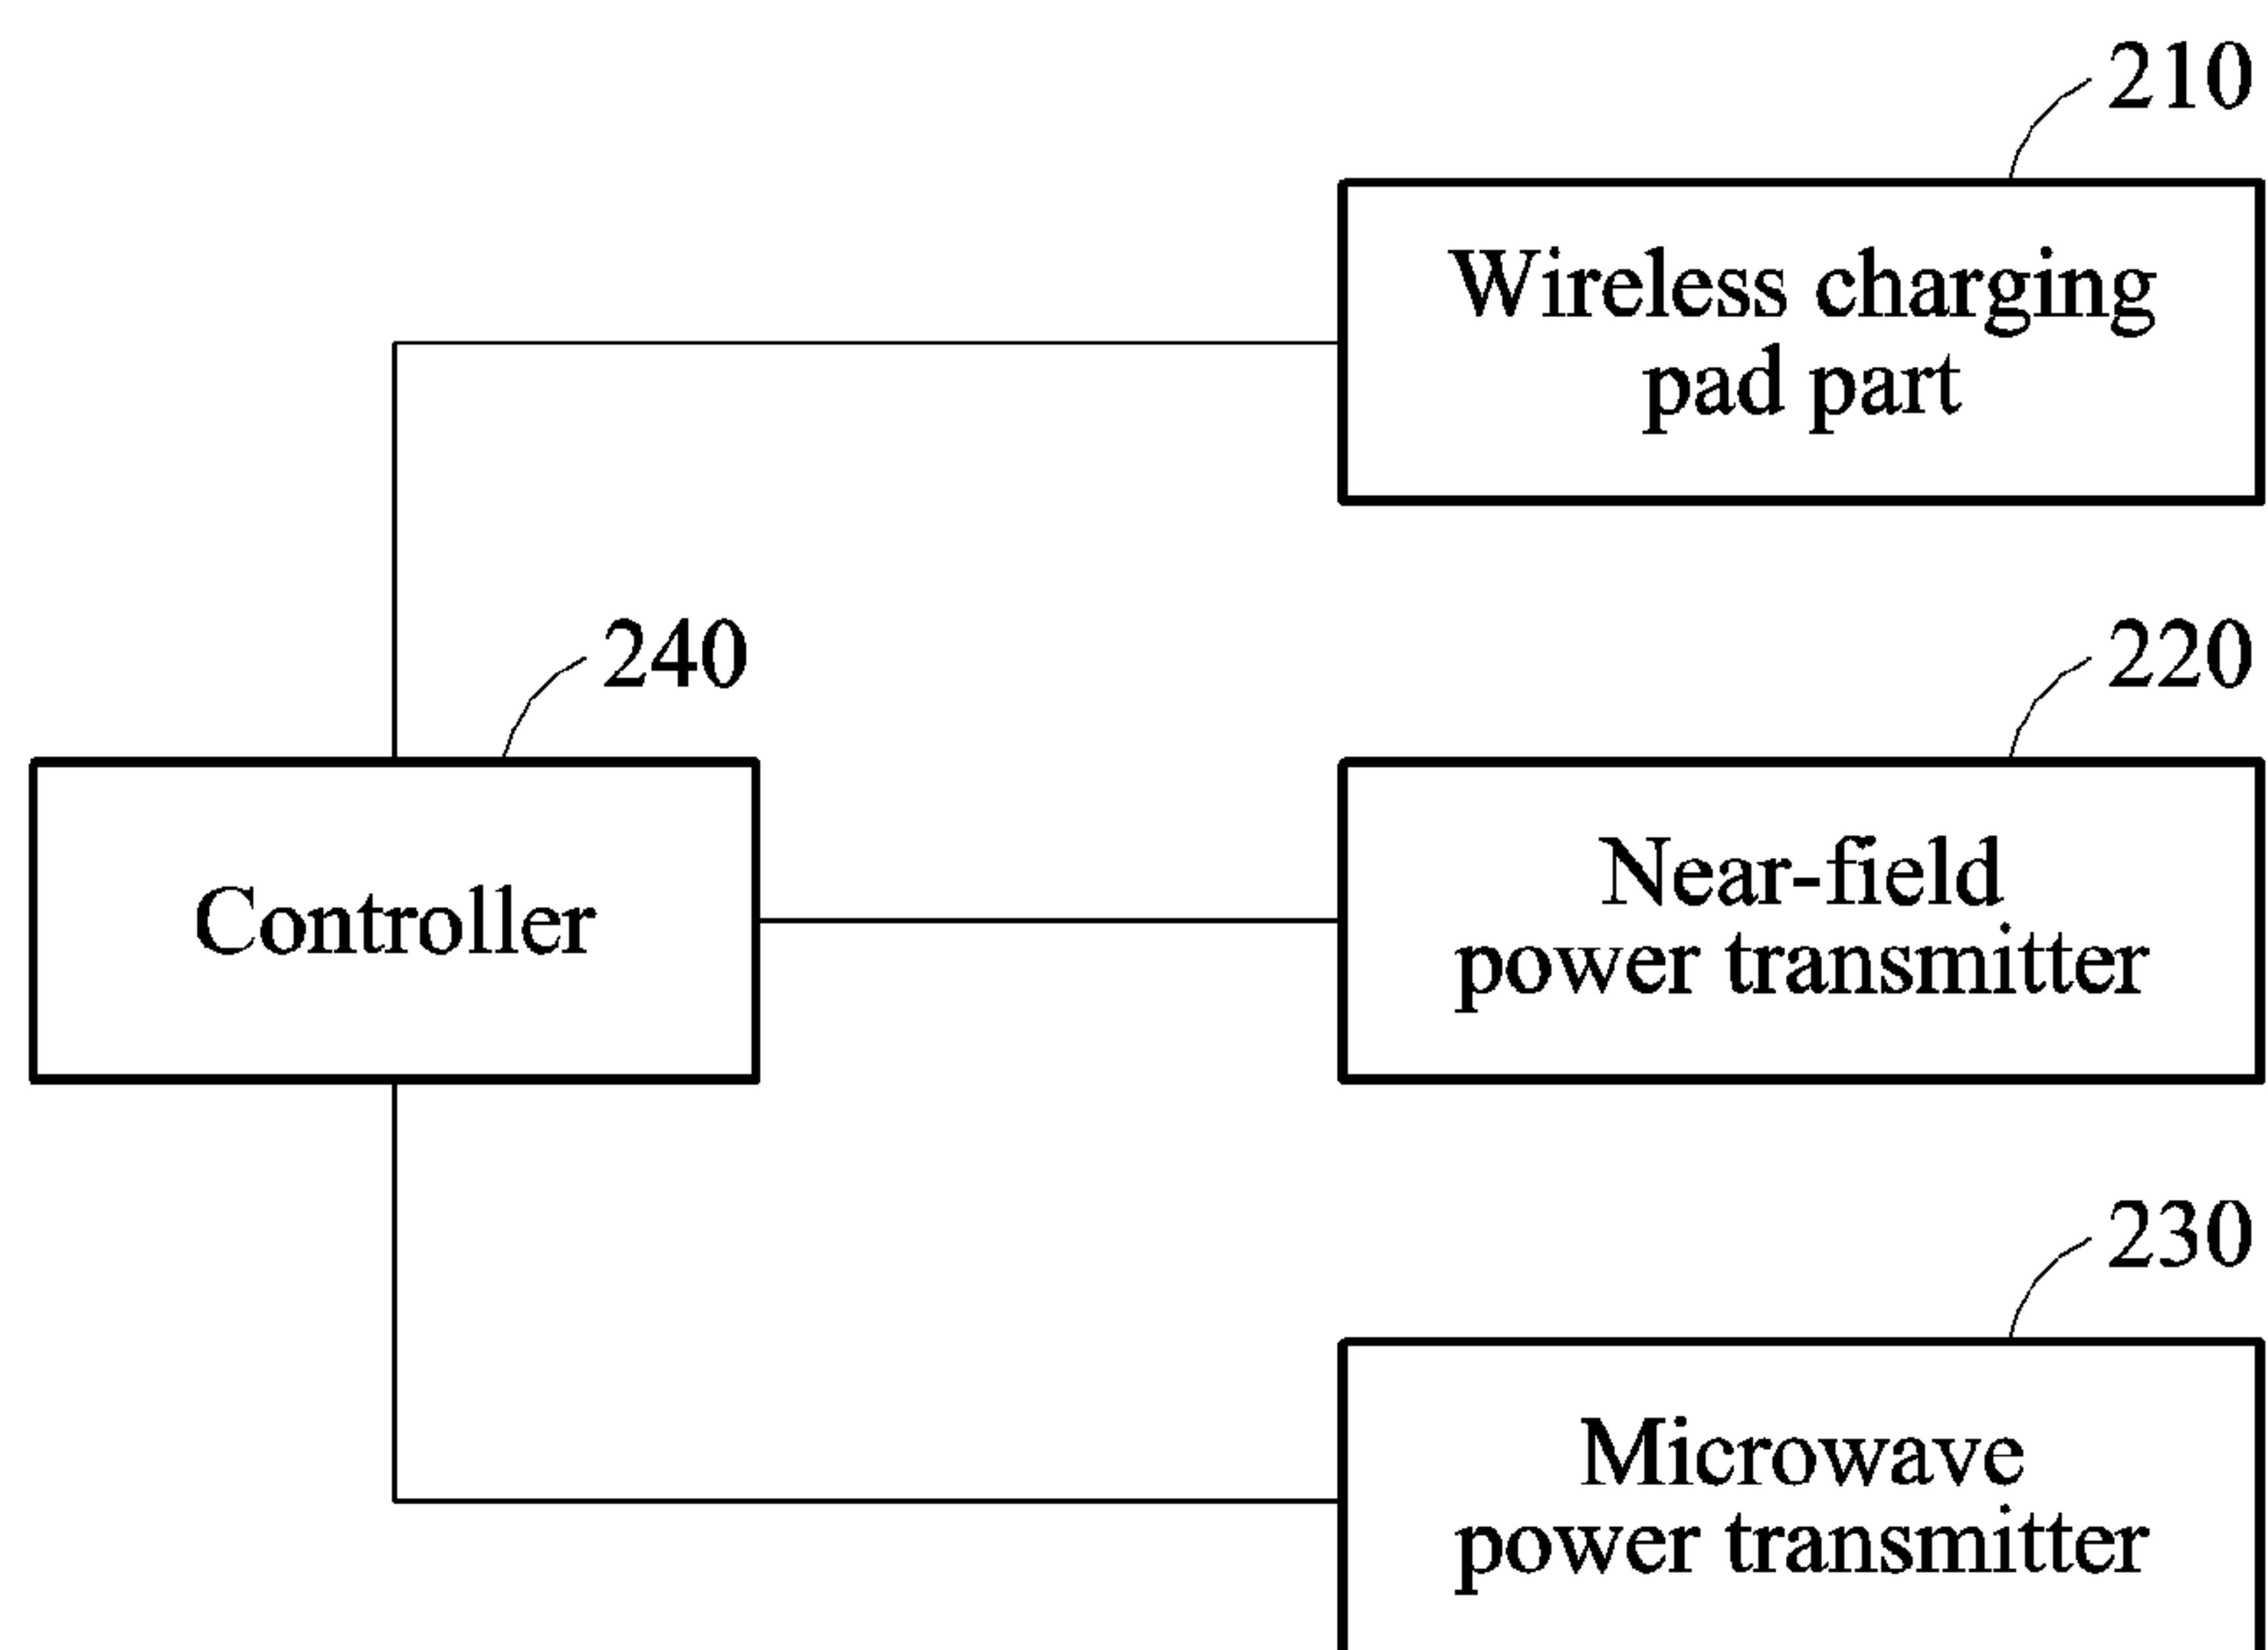 210
Wireless charging
pad part
240
220
Controller
Near-field
power transmitter
230
Microwave
power transmitter